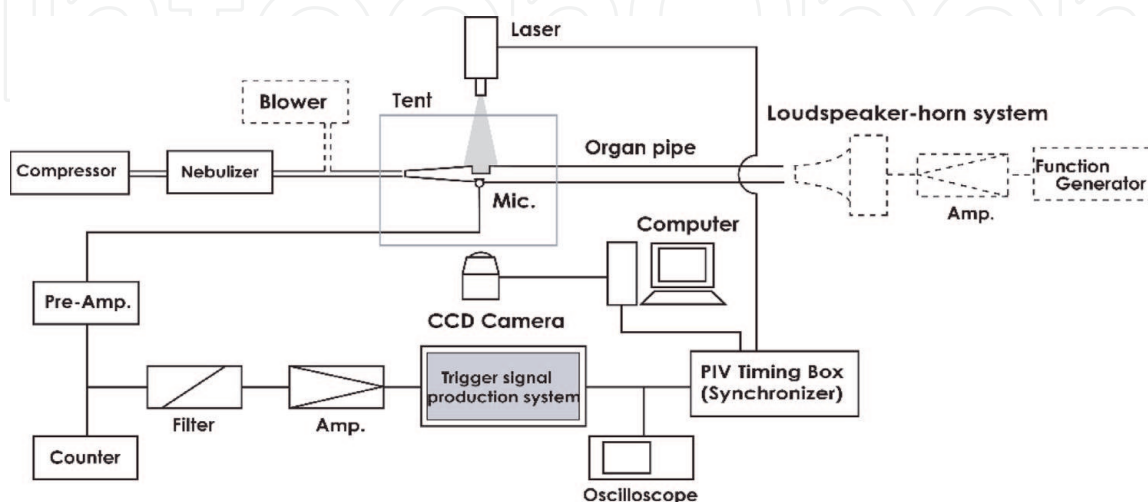 Laser
Blower
Tent
Loudspeaker-horn system
Compressor
Nebulizer
Organ pipe
Function
Generator
Mic.
Amp.
Computer
Pre-Amp.
CCD Camera
Trigger signal
production system
PIV Timing Box
(Synchronizer)
Filter
Amp.
Counter
Oscilloscope